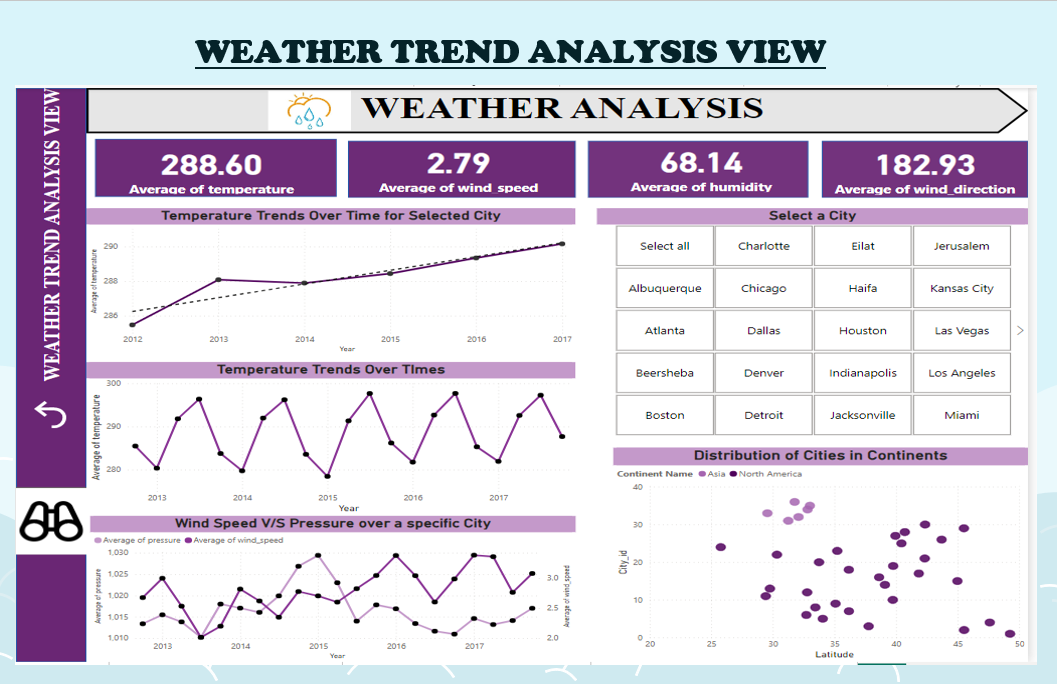 WEATHER TREND ANALYSIS VIEW
WEATHER TREND ANALYSIS VIEW
WEATHER ANALYSIS
288.60
Average of temperature
2.79
Average of wind_speed
68.14
Average of humidity
182.93
Average of wind_direction
Temperature Trends Over Time for Selected City
Average of temperature
290
288
286
2012 2013 2014 2015 2016 2017
Year
Temperature Trends Over TImes
Average of temperature
300
290
280
2013 2014 2015 2016 2017
Year
Wind Speed V/S Pressure over a specific City
Average of pressure Average of wind_speed
Average of pressure
1,030
1,025
1,020
1,015
1,010
3.0
2.5
2.0
Average of wind_speed
2013 2014 2015 2016 2017
Year
Select a City
Select all Charlotte Eilat Jerusalem
Albuquerque Chicago Haifa Kansas City
Atlanta Dallas Houston Las Vegas
Beersheba Denver Indianapolis Los Angeles
Boston Detroit Jacksonville Miami
Distribution of Cities in Continents
Continent Name Asia North America
City_id
40
30
20
10
0
20 25 30 35 40 45 50
Latitude